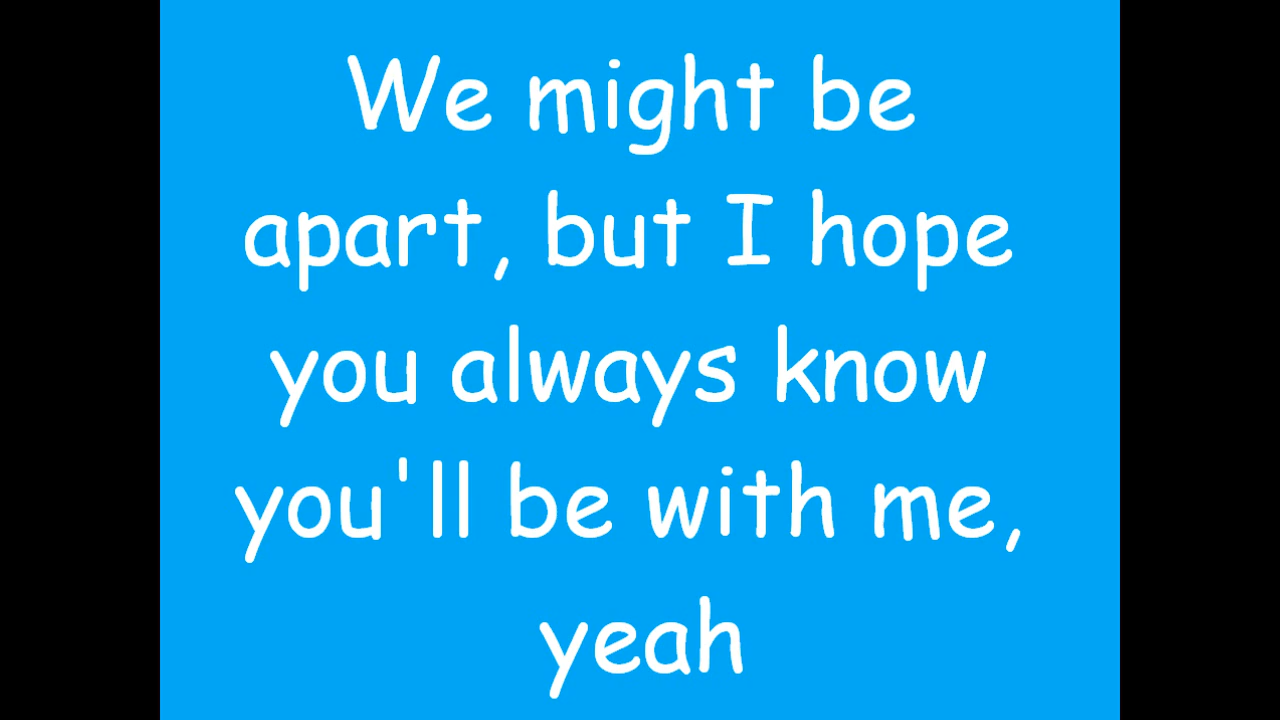 We might be
apart, but I hope
you always know
you'll be with me,
yeah